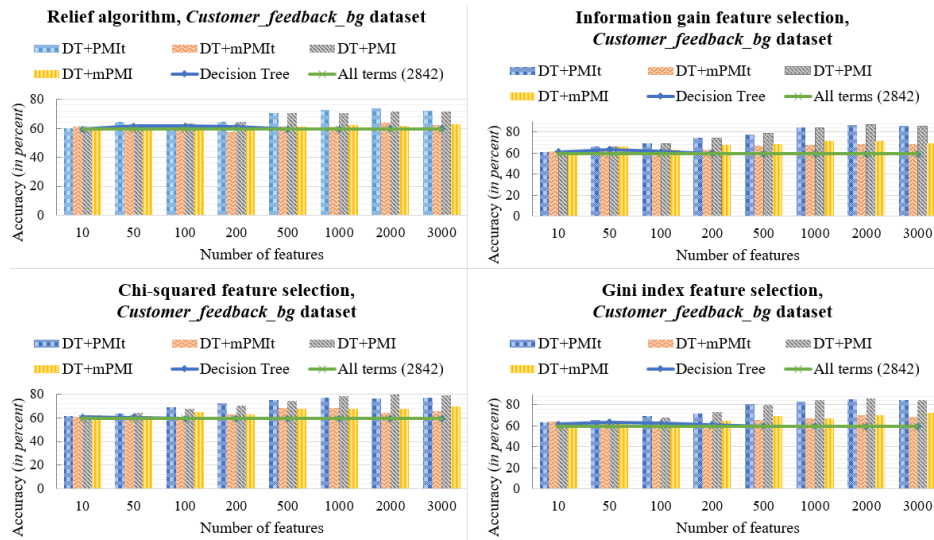 Relief algorithm, Customer_feedback_bg dataset
DT+PMIt DT+mPMIt DT+PMI
DT+mPMI Decision Tree All terms (2842)
Accuracy (in percent)
80
60
40
20
0
10 50 100 200 500 1000 2000 3000
Number of features
Information gain feature selection,
Customer_feedback_bg dataset
DT+PMIt DT+mPMIt DT+PMI
DT+mPMI Decision Tree All terms (2842)
Accuracy (in percent)
80
60
40
20
0
10 50 100 200 500 1000 2000 3000
Number of features
Chi-squared feature selection,
Customer_feedback_bg dataset
DT+PMIt DT+mPMIt DT+PMI
DT+mPMI Decision Tree All terms (2842)
Accuracy (in percent)
80
60
40
20
0
10 50 100 200 500 1000 2000 3000
Number of features
Gini index feature selection,
Customer_feedback_bg dataset
DT+PMIt DT+mPMIt DT+PMI
DT+mPMI Decision Tree All terms (2842)
Accuracy (in percent)
80
60
40
20
0
10 50 100 200 500 1000 2000 3000
Number of features